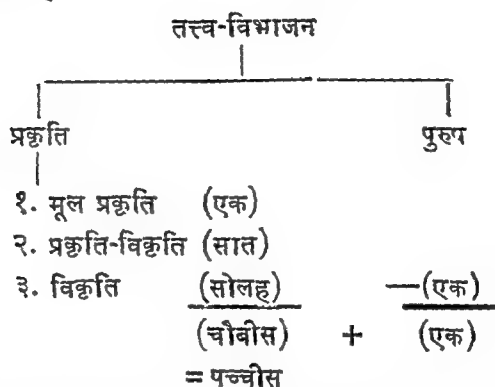 तत्त्व-विभाजन
प्रकृति पुरुष
१. मूल प्रकृति (एक)
२. प्रकृति-विकृति (सात)
३. विकृति (सोलह) —(एक)
(चौबीस) + (एक)
= पच्चीस